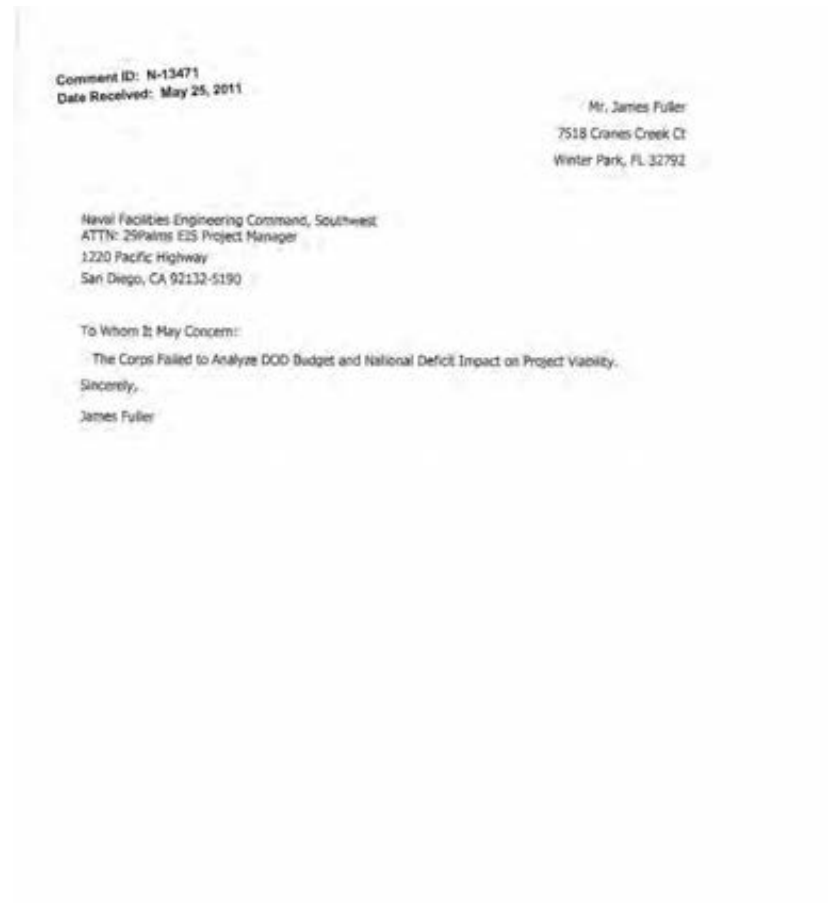 Comment ID: N-13471
Date Received: May 25, 2011
Mr. James Fuller
7518 Cranes Creek Ct
Winter Park, FL 32792
Naval Facilities Engineering Command, Southwest
ATTN: 29Palms EIS Project Manager
1220 Pacific Highway
San Diego, CA 92132-5190
To Whom It May Concern:
The Corps Failed to Analyze DOD Budget and National Deficit Impact on Project Viability.
Sincerely,
James Fuller